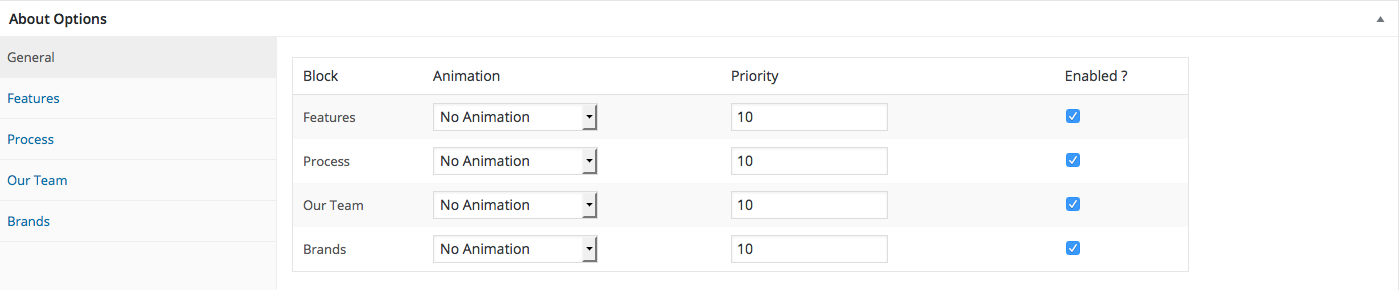 About Options
General
Features
Process
Our Team
Brands
Block Animation Priority Enabled ?
Features No Animation 10
Process No Animation 10
Our Team No Animation 10
Brands No Animation 10